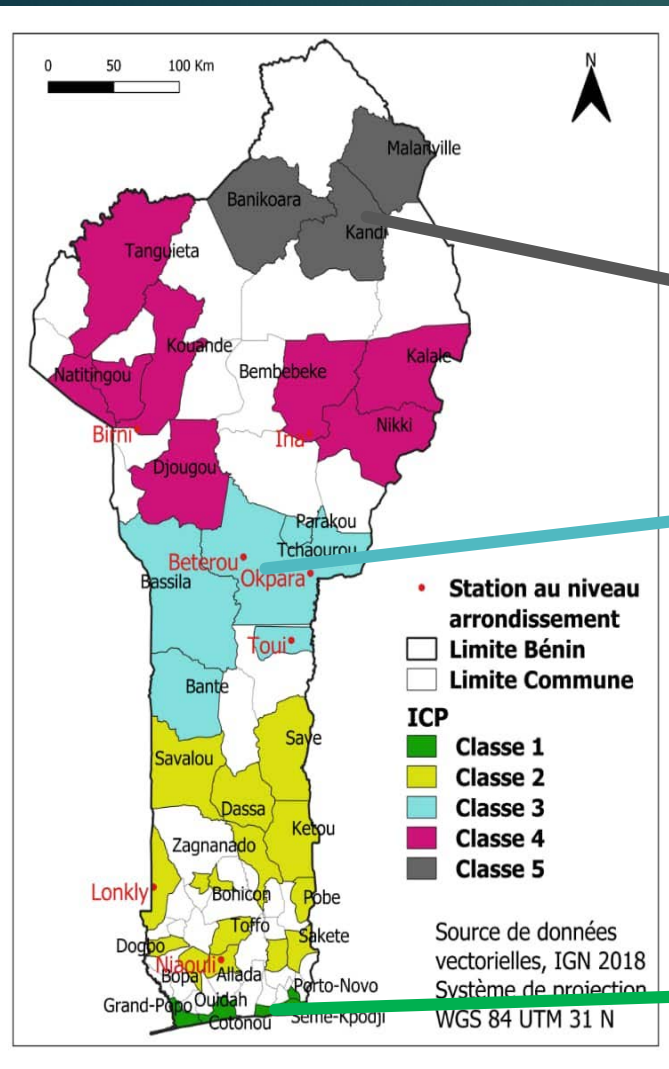 0 50 100 Km
N
Malanville
Banikoara
Kandi
Tanguieta
Kouande
Kalale
Bembebeke
Natitingou
Nikki
Birni
Ina
Djougou
Parakou
Tchaourou
Beterou
Okpara
Bassila
Toui
Bante
Save
Savalou
Dassa
Ketou
Zagnanado
Lonkly
Bohicon
Pobe
Toffo
Sakete
Dogbo
Niaouli
Bopa
Allada
Porto-Novo
Grand-Popo
Ouidah
Cotonou
Seme-Kpodji
Station au niveau
arrondissement
Limite Bénin
Limite Commune
ICP
Classe 1
Classe 2
Classe 3
Classe 4
Classe 5
Source de données
vectorielles, IGN 2018
Système de projection
WGS 84 UTM 31 N